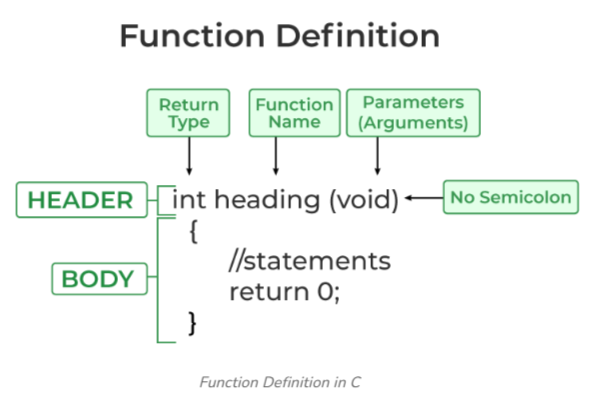 Function Definition
Return
Type
Function
Name
Parameters
(Arguments)
HEADER
int heading (void)
No Semicolon
{
BODY
//statements
return 0;
}
Function Definition in C